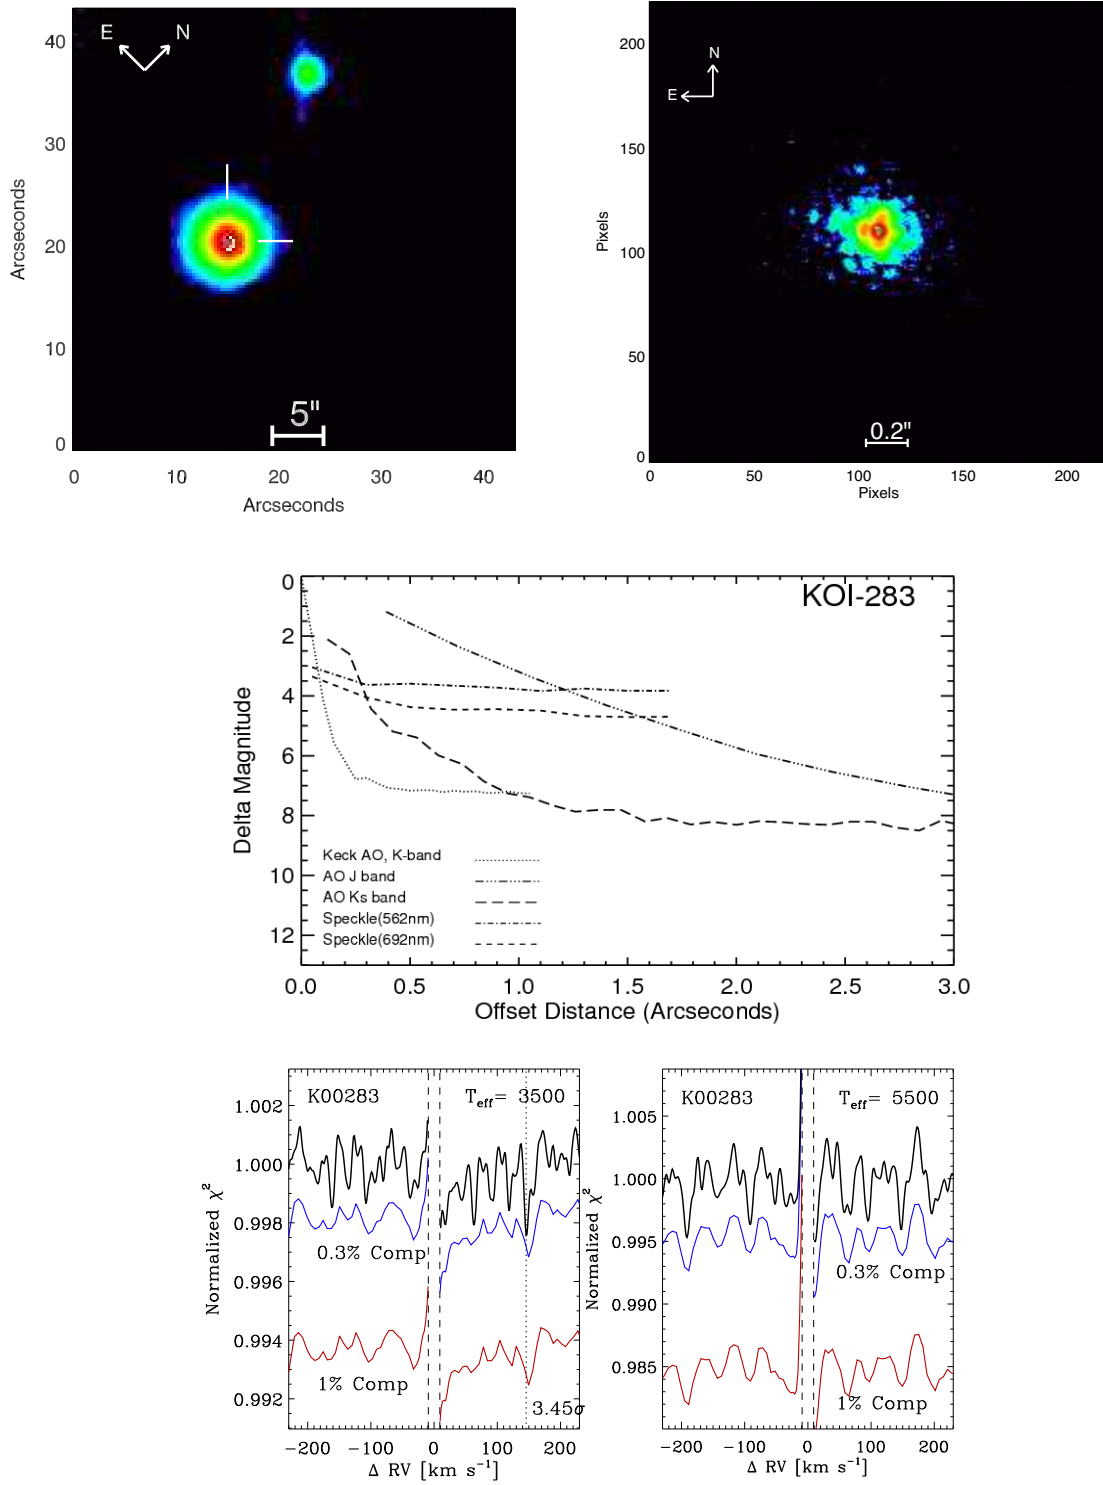 E N
40
30
20
10
0
Arcseconds
5"
0 10 20 30 40
Arcseconds
N
E
200
150
100
50
0
Pixels
0.2"
0 50 100 150 200
Pixels
KOI-283
0
2
4
6
8
10
12
Delta Magnitude
Keck AO, K-band
AO J band
AO Ks band
Speckle(562nm)
Speckle(692nm)
0.0 0.5 1.0 1.5 2.0 2.5 3.0
Offset Distance (Arcseconds)
K00283 Teff= 3500
1.002
1.000
0.998
0.996
0.994
0.992
Normalized χ²
0.3% Comp
1% Comp
3.45σ
−200 −100 0 100 200
Δ RV [km s⁻¹]
K00283 Teff= 5500
1.005
1.000
0.995
0.990
0.985
Normalized χ²
0.3% Comp
1% Comp
−200 −100 0 100 200
Δ RV [km s⁻¹]